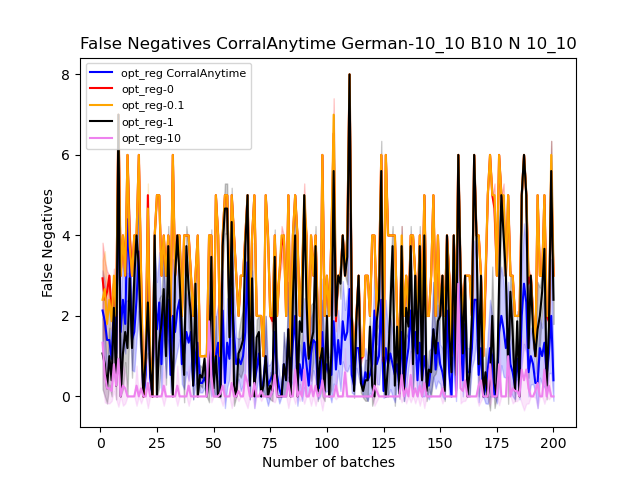 False Negatives CorralAnytime German-10_10 B10 N 10_10
opt_reg CorralAnytime
opt_reg-0
opt_reg-0.1
opt_reg-1
opt_reg-10
8
6
4
2
0
False Negatives
0 25 50 75 100 125 150 175 200
Number of batches